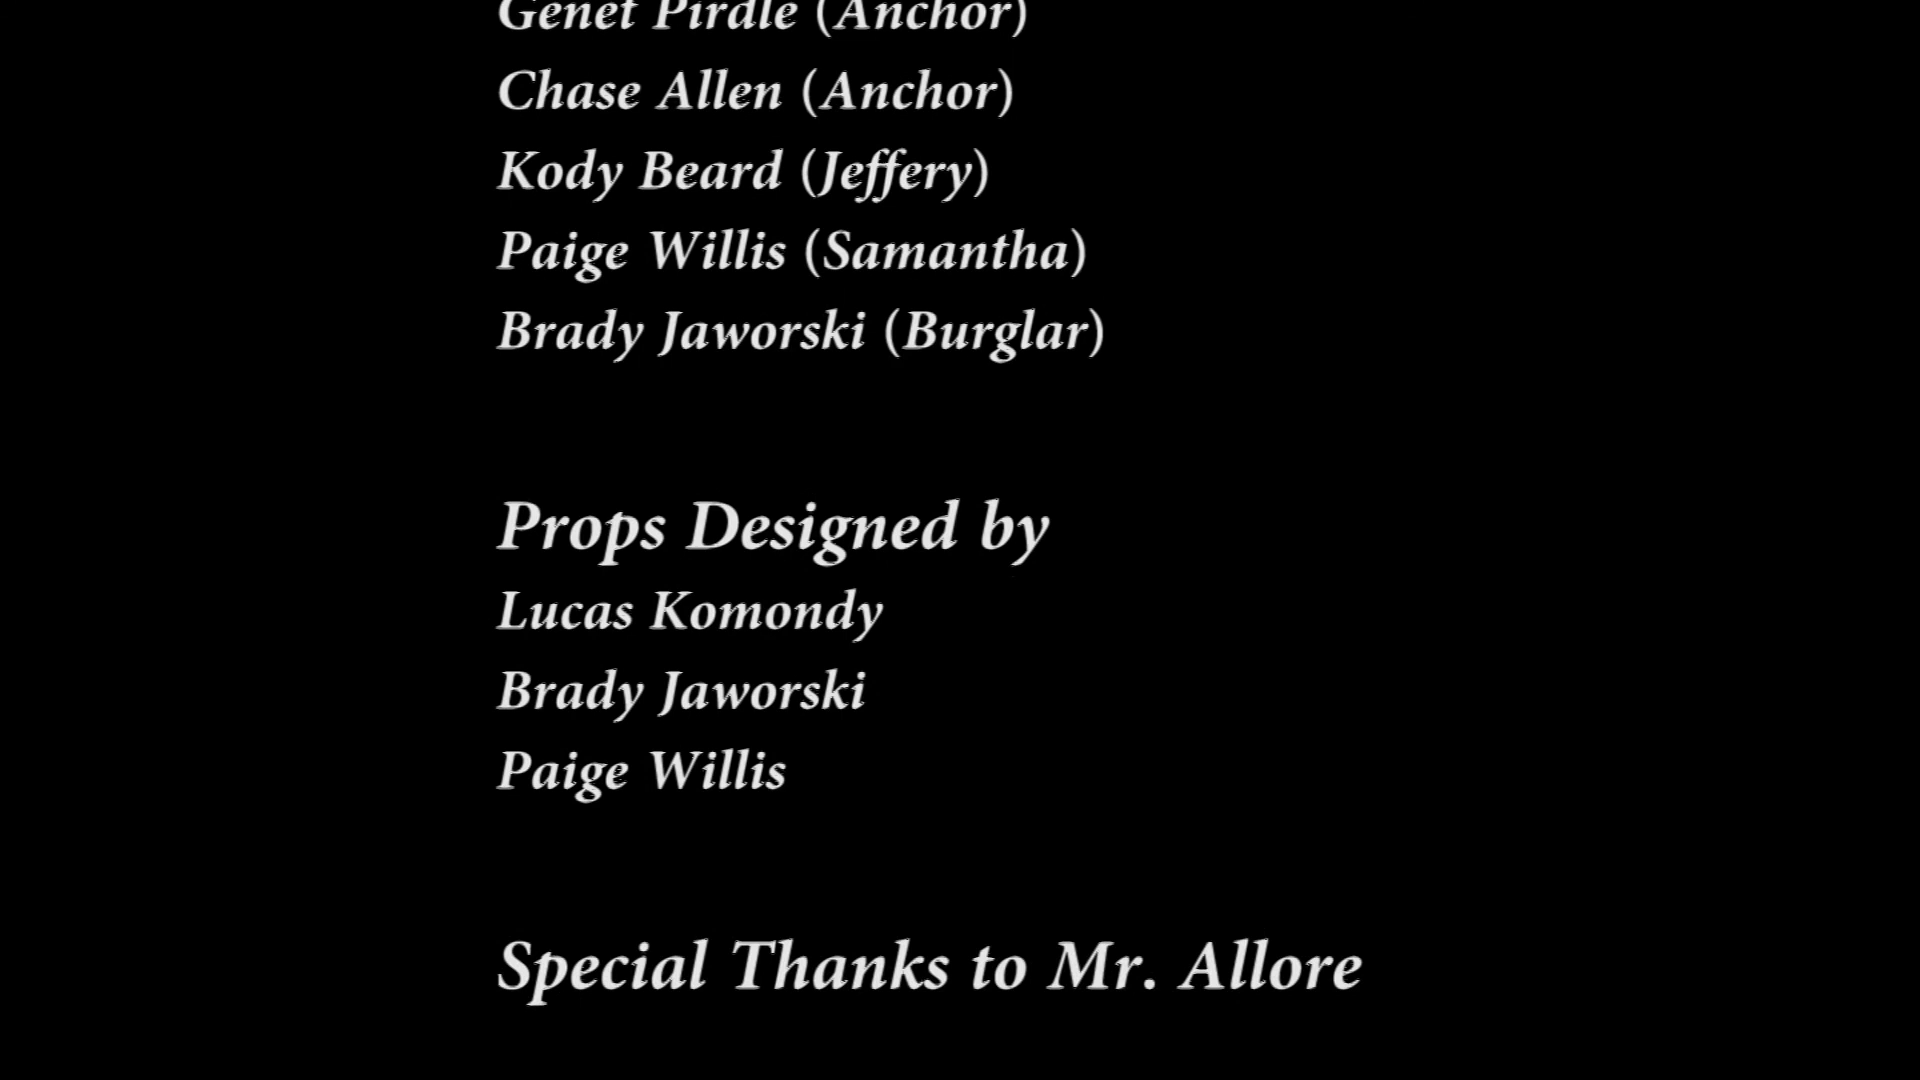 Genet Pirdle (Anchor)
Chase Allen (Anchor)
Kody Beard (Jeffery)
Paige Willis (Samantha)
Brady Jaworski (Burglar)
Props Designed by
Lucas Komondy
Brady Jaworski
Paige Willis
Special Thanks to Mr. Allore